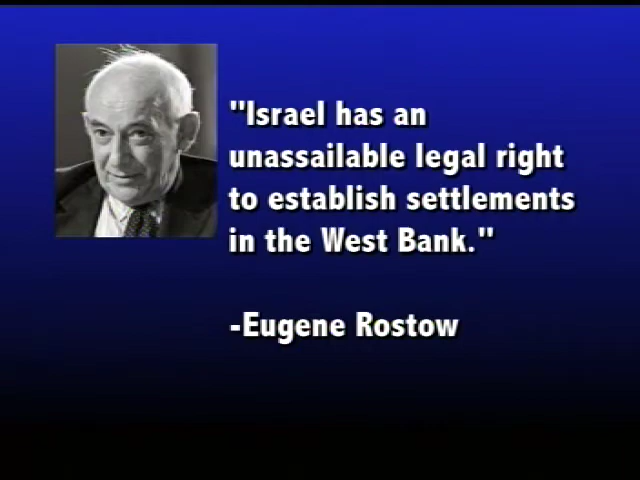 "Israel has an
unassailable legal right
to establish settlements
in the West Bank."
-Eugene Rostow